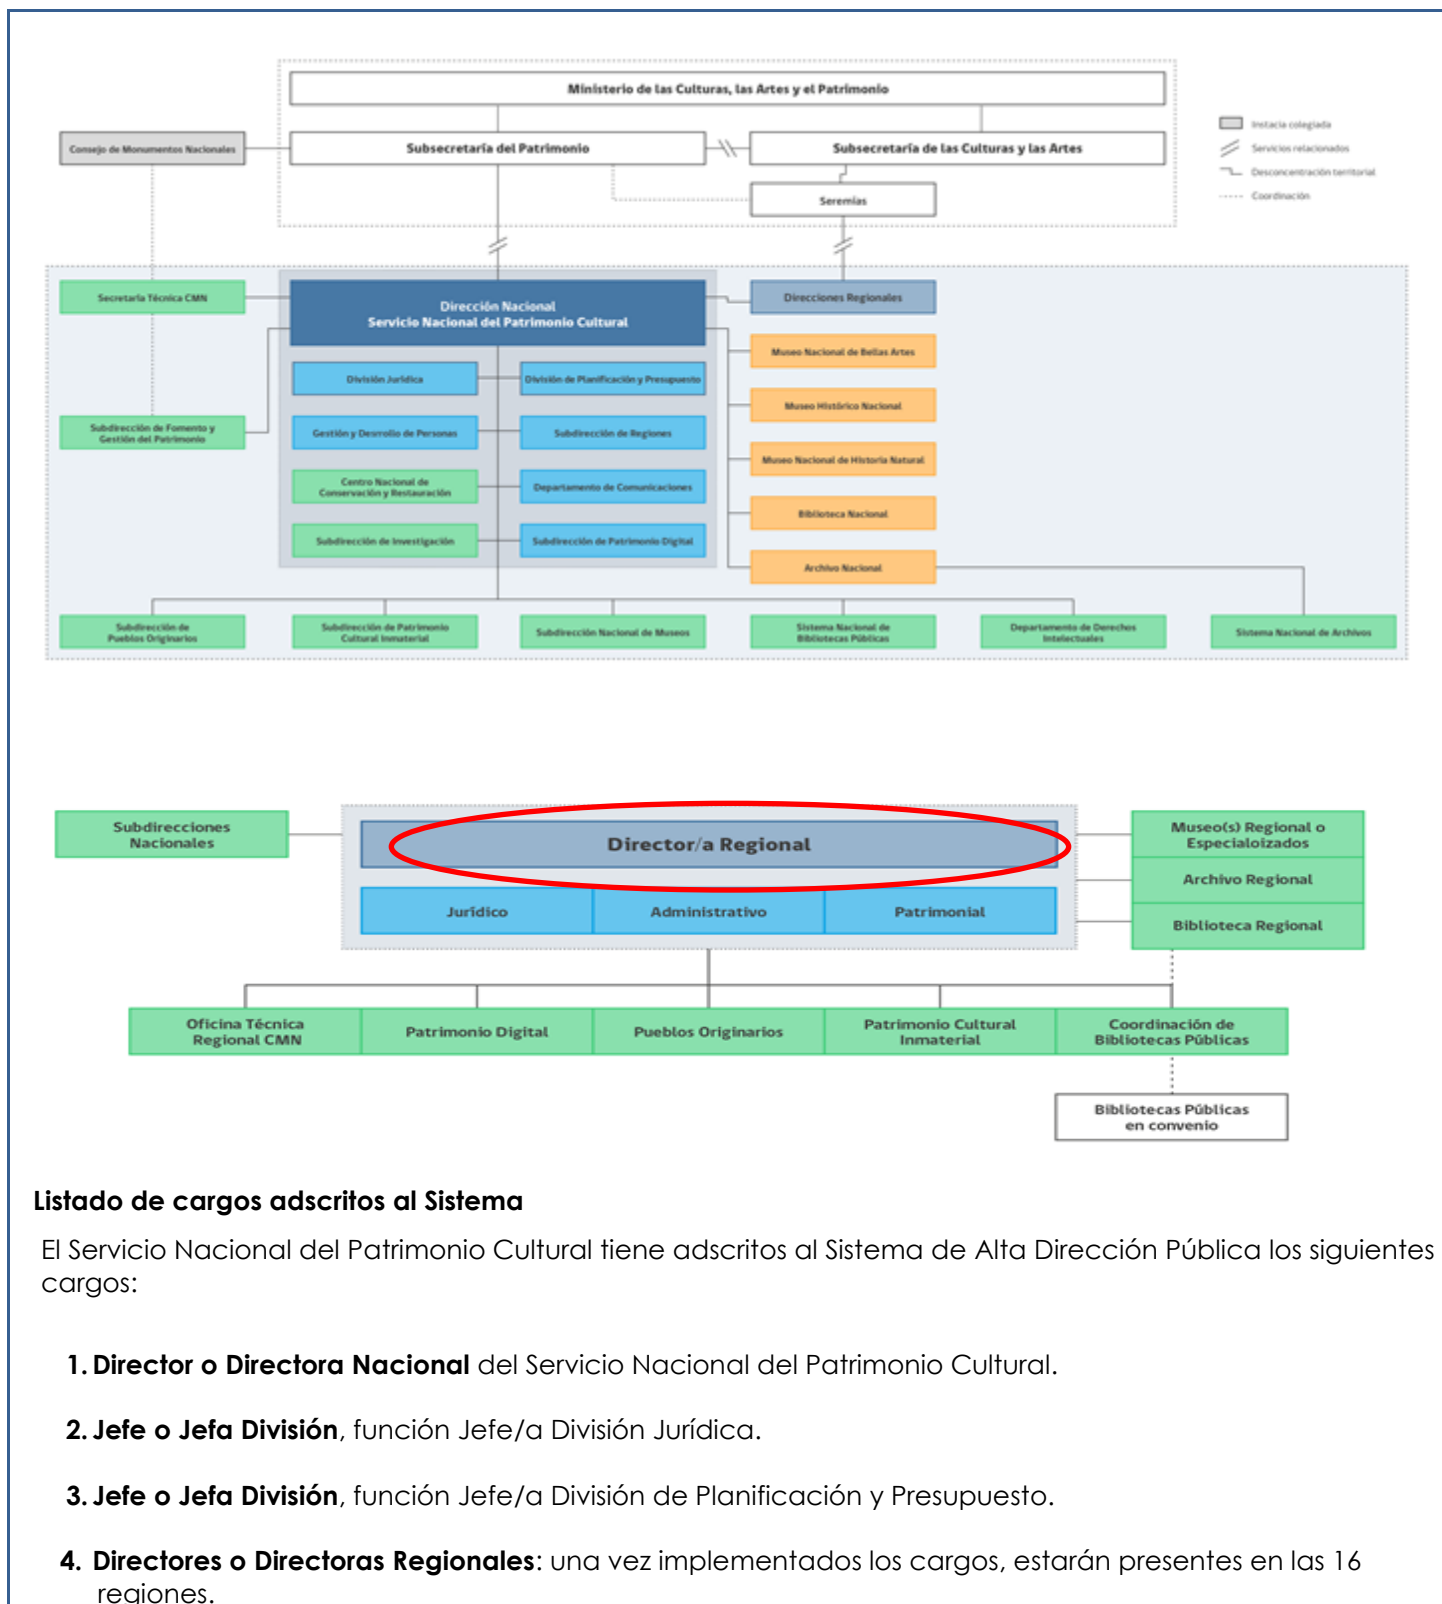 Ministerio de las Culturas, las Artes y el Patrimonio
Consejo de Monumentos Nacionales
Subsecretaría del Patrimonio
Subsecretaría de las Culturas y las Artes
Seremías
Instacia colegiada
Servicios relacionados
Desconcentración territorial
Coordinación
Secretaría Técnica CMN
Dirección Nacional
Servicio Nacional del Patrimonio Cultural
Direcciones Regionales
Museo Nacional de Bellas Artes
División Jurídica
División de Planificación y Presupuesto
Museo Histórico Nacional
Subdirección de Fomento y
Gestión del Patrimonio
Gestión y Desrrollo de Personas
Subdirección de Regiones
Museo Nacional de Historia Natural
Centro Nacional de
Conservación y Restauración
Departamento de Comunicaciones
Biblioteca Nacional
Subdirección de Investigación
Subdirección de Patrimonio Digital
Archivo Nacional
Subdirección de
Pueblos Originarios
Subdirección de Patrimonio
Cultural Inmaterial
Subdirección Nacional de Museos
Sistema Nacional de
Bibliotecas Públicas
Departamento de Derechos
Intelectuales
Sistema Nacional de Archivos
Subdirecciones
Nacionales
Director/a Regional
Museo(s) Regional o
Especialoizados
Archivo Regional
Biblioteca Regional
Jurídico
Administrativo
Patrimonial
Oficina Técnica
Regional CMN
Patrimonio Digital
Pueblos Originarios
Patrimonio Cultural
Inmaterial
Coordinación de
Bibliotecas Públicas
Bibliotecas Públicas
en convenio
Listado de cargos adscritos al Sistema
El Servicio Nacional del Patrimonio Cultural tiene adscritos al Sistema de Alta Dirección Pública los siguientes
cargos:
1. Director o Directora Nacional del Servicio Nacional del Patrimonio Cultural.
2. Jefe o Jefa División, función Jefe/a División Jurídica.
3. Jefe o Jefa División, función Jefe/a División de Planificación y Presupuesto.
4. Directores o Directoras Regionales: una vez implementados los cargos, estarán presentes en las 16
regiones.